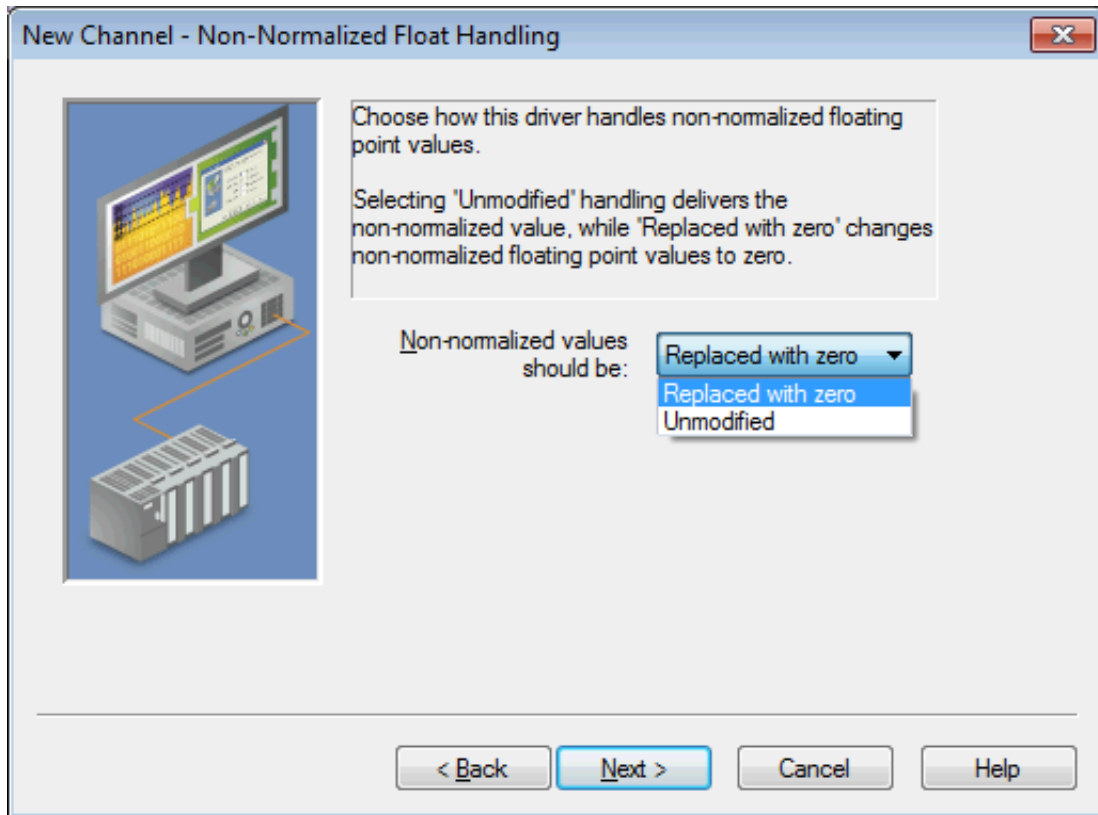 New Channel - Non-Normalized Float Handling
Choose how this driver handles non-normalized floating
point values.
Selecting 'Unmodified' handling delivers the
non-normalized value, while 'Replaced with zero' changes
non-normalized floating point values to zero.
Non-normalized values
should be:
Replaced with zero
Replaced with zero
Unmodified
< Back
Next >
Cancel
Help